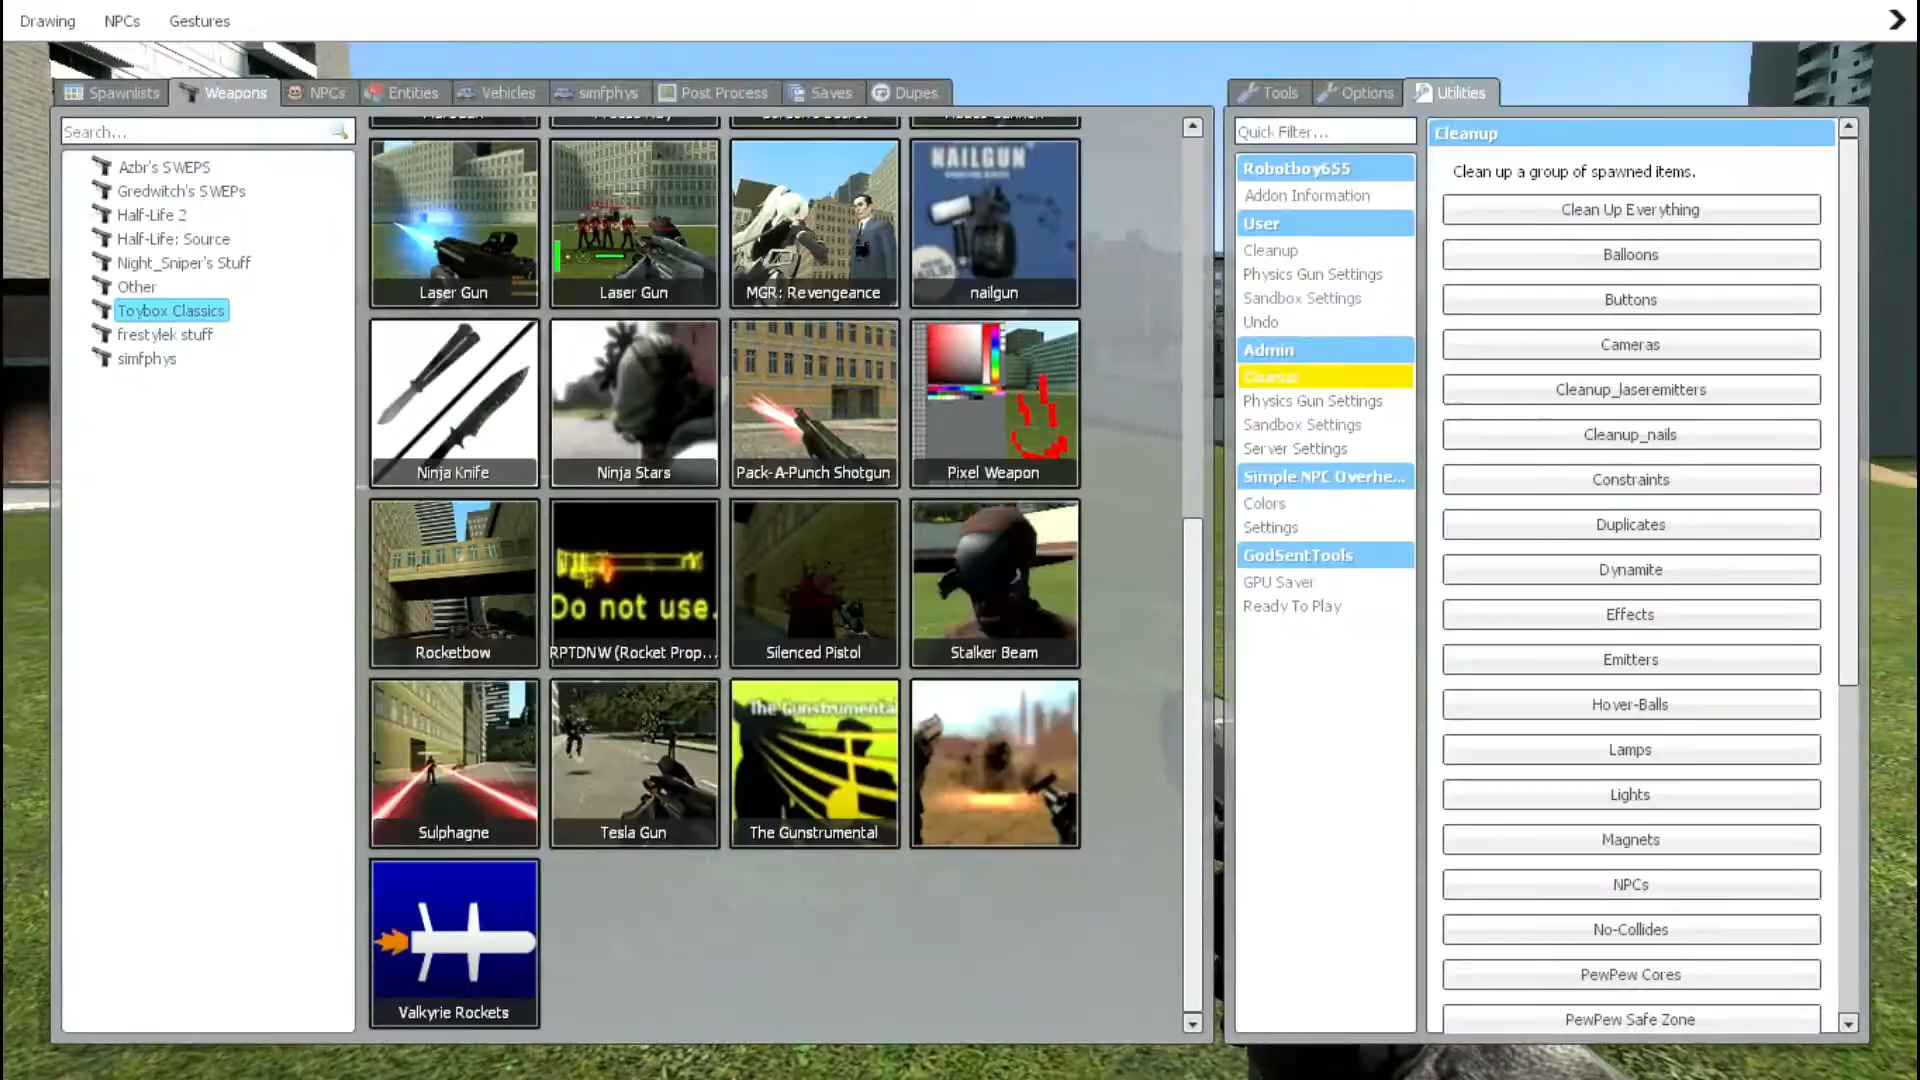 Drawing NPCs Gestures
Spawnlists Weapons NPCs Entities Vehicles simfphys Post Process Saves Dupes
Search...
Azbr's SWEPS
Gredwitch's SWEPs
Half-Life 2
Half-Life: Source
Night_Sniper's Stuff
Other
Toybox Classics
frestylek stuff
simfphys
NAILGUN
Laser Gun
Laser Gun
MGR: Revengeance
nailgun
Ninja Knife
Ninja Stars
Pack-A-Punch Shotgun
Pixel Weapon
Do not use.
Rocketbow
RPTDNW (Rocket Prop...
Silenced Pistol
Stalker Beam
The Gunstrumental
Sulphagne
Tesla Gun
The Gunstrumental
Valkyrie Rockets
Tools Options Utilities
Quick Filter...
Robotboy655
Addon Information
User
Cleanup
Physics Gun Settings
Sandbox Settings
Undo
Admin
Cleanup
Physics Gun Settings
Sandbox Settings
Server Settings
Simple NPC Overhe...
Colors
Settings
GodSentTools
GPU Saver
Ready To Play
Cleanup
Clean up a group of spawned items.
Clean Up Everything
Balloons
Buttons
Cameras
Cleanup_laseremitters
Cleanup_nails
Constraints
Duplicates
Dynamite
Effects
Emitters
Hover-Balls
Lamps
Lights
Magnets
NPCs
No-Collides
PewPew Cores
PewPew Safe Zone